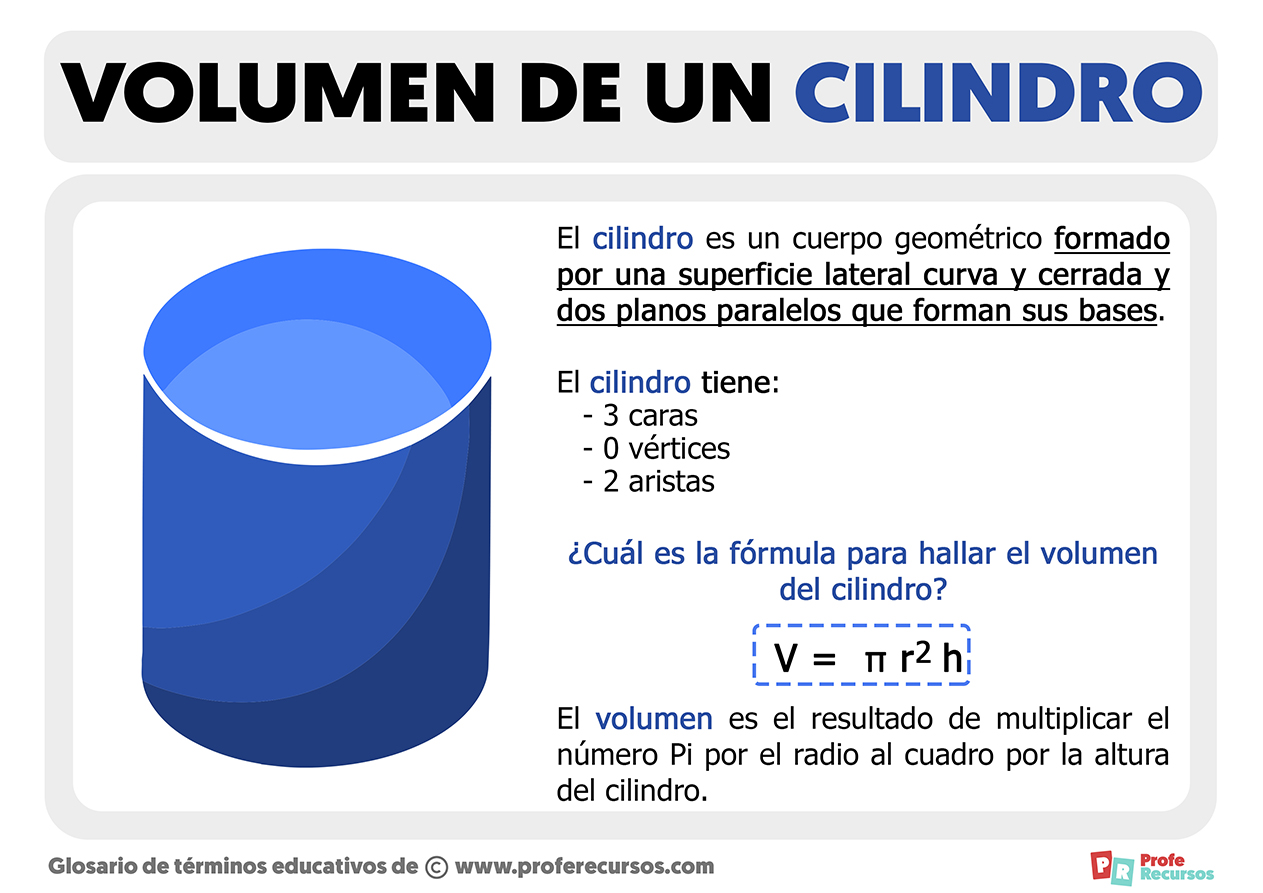 VOLUMEN DE UN CILINDRO
El cilindro es un cuerpo geométrico formado
por una superficie lateral curva y cerrada y
dos planos paralelos que forman sus bases.
El cilindro tiene:
- 3 caras
- 0 vértices
- 2 aristas
¿Cuál es la fórmula para hallar el volumen
del cilindro?
V = π r² h
El volumen es el resultado de multiplicar el
número Pi por el radio al cuadro por la altura
del cilindro.
Glosario de términos educativos de © www.proferecursos.com
PR Profe
Recursos